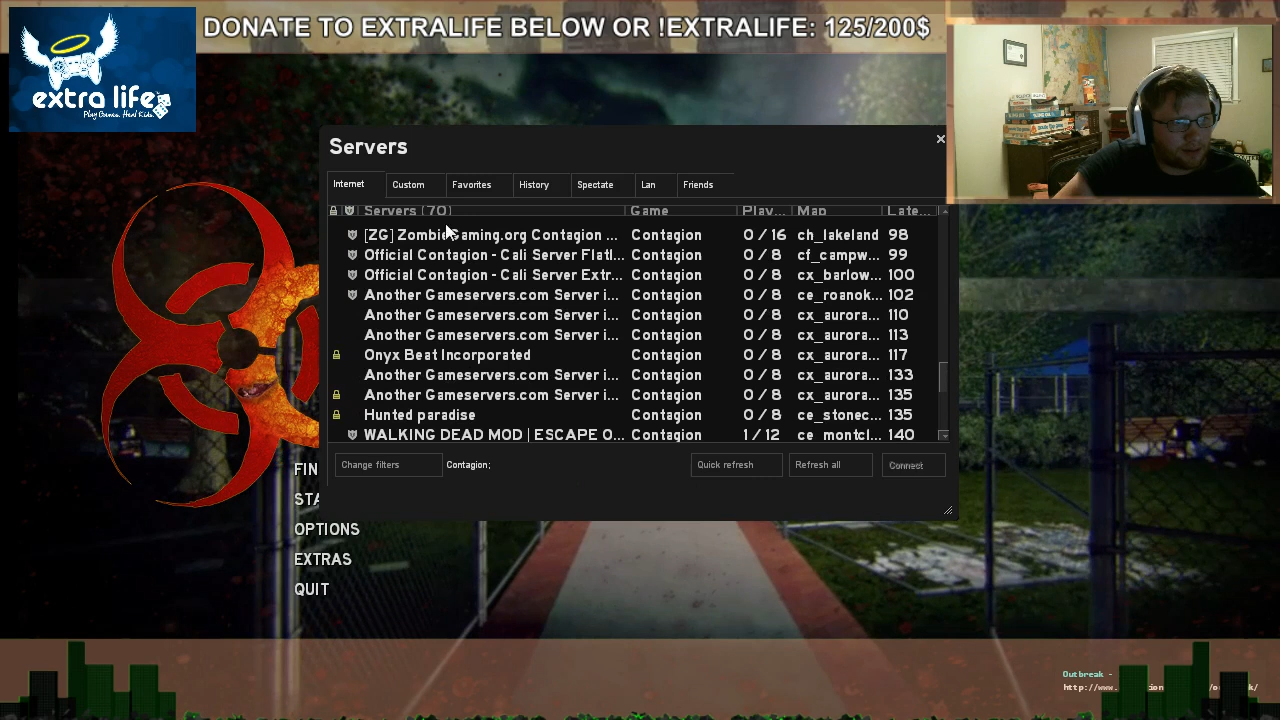 DONATE TO EXTRALIFE BELOW OR !EXTRALIFE: 125/200$
extra life
Play Games. Heal Kids.
Servers
Internet Custom Favorites History Spectate Lan Friends
Servers (70) Game Play... Map Late...
[ZG] ZombieGaming.org Contagion ... Contagion 0 / 16 ch_lakeland 98
Official Contagion - Cali Server Flatl... Contagion 0 / 8 cf_campw... 99
Official Contagion - Cali Server Extr... Contagion 0 / 8 cx_barlow... 100
Another Gameservers.com Server i... Contagion 0 / 8 ce_roanok... 102
Another Gameservers.com Server i... Contagion 0 / 8 cx_aurora... 110
Another Gameservers.com Server i... Contagion 0 / 8 cx_aurora... 113
Onyx Beat Incorporated Contagion 0 / 8 cx_aurora... 117
Another Gameservers.com Server i... Contagion 0 / 8 cx_aurora... 133
Another Gameservers.com Server i... Contagion 0 / 8 cx_aurora... 135
Hunted paradise Contagion 0 / 8 ce_stonec... 135
WALKING DEAD MOD | ESCAPE O... Contagion 1 / 12 ce_montcl... 140
Change filters Contagion; Quick refresh Refresh all Connect
FIN
STA
OPTIONS
EXTRAS
QUIT
Outbreak -
http://www.